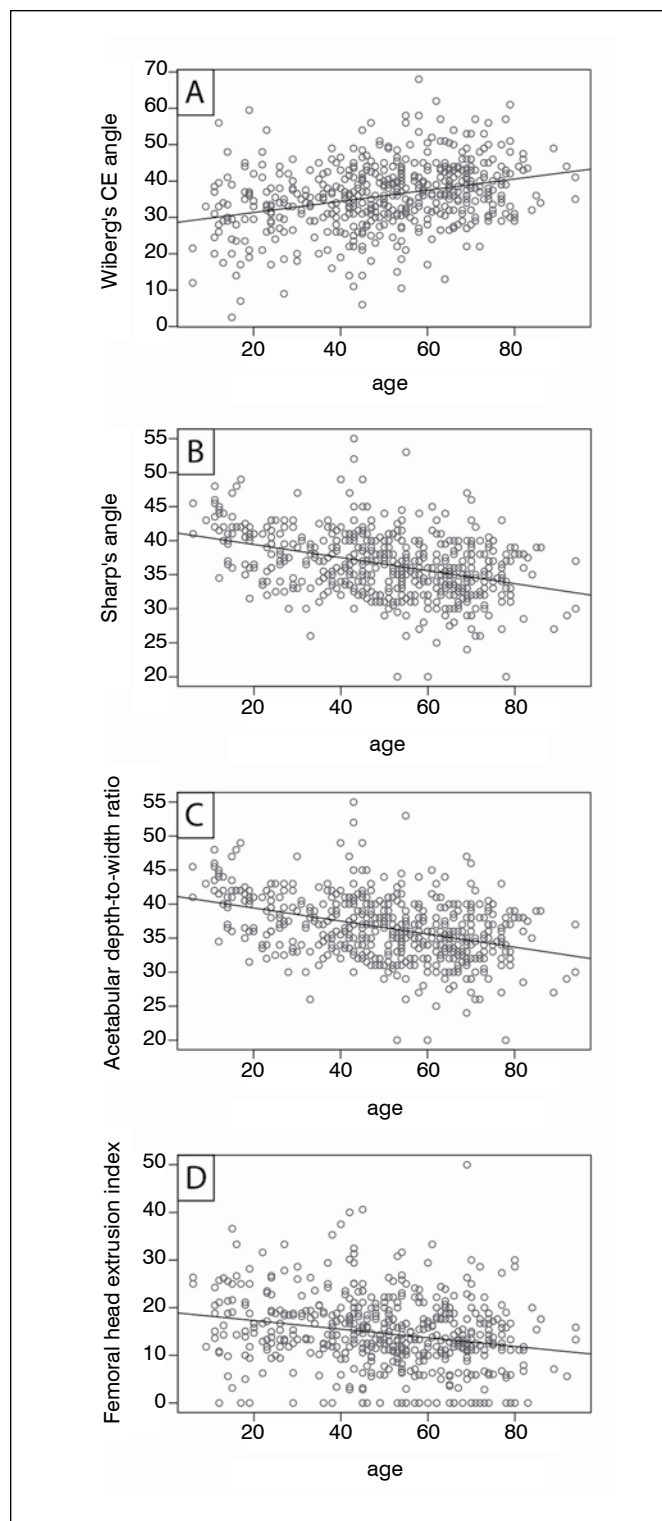 A
Wiberg's CE angle
70
60
50
40
30
20
10
0
20 40 60 80
age
B
Sharp's angle
55
50
45
40
35
30
25
20
20 40 60 80
age
C
Acetabular depth-to-width ratio
55
50
45
40
35
30
25
20
20 40 60 80
age
D
Femoral head extrusion index
50
40
30
20
10
0
20 40 60 80
age